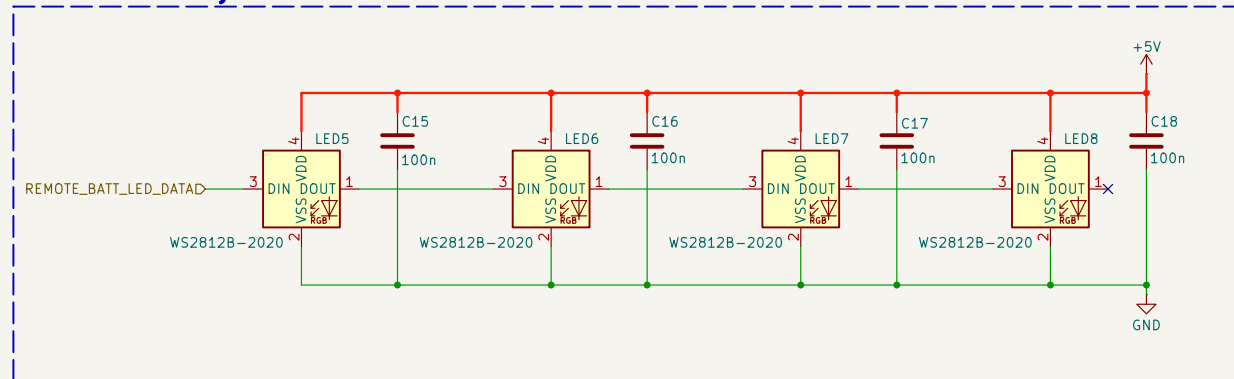 +5V
C15
C16
C17
C18
4
LED5
4
LED6
4
LED7
4
LED8
100n
100n
100n
100n
VDD
VDD
VDD
VDD
REMOTE_BATT_LED_DATA
3
DIN
DOUT
1
3
DIN
DOUT
1
3
DIN
DOUT
1
3
DIN
DOUT
1
VSS
RGB
VSS
RGB
VSS
RGB
VSS
RGB
WS2812B-2020
2
WS2812B-2020
2
WS2812B-2020
2
WS2812B-2020
2
GND